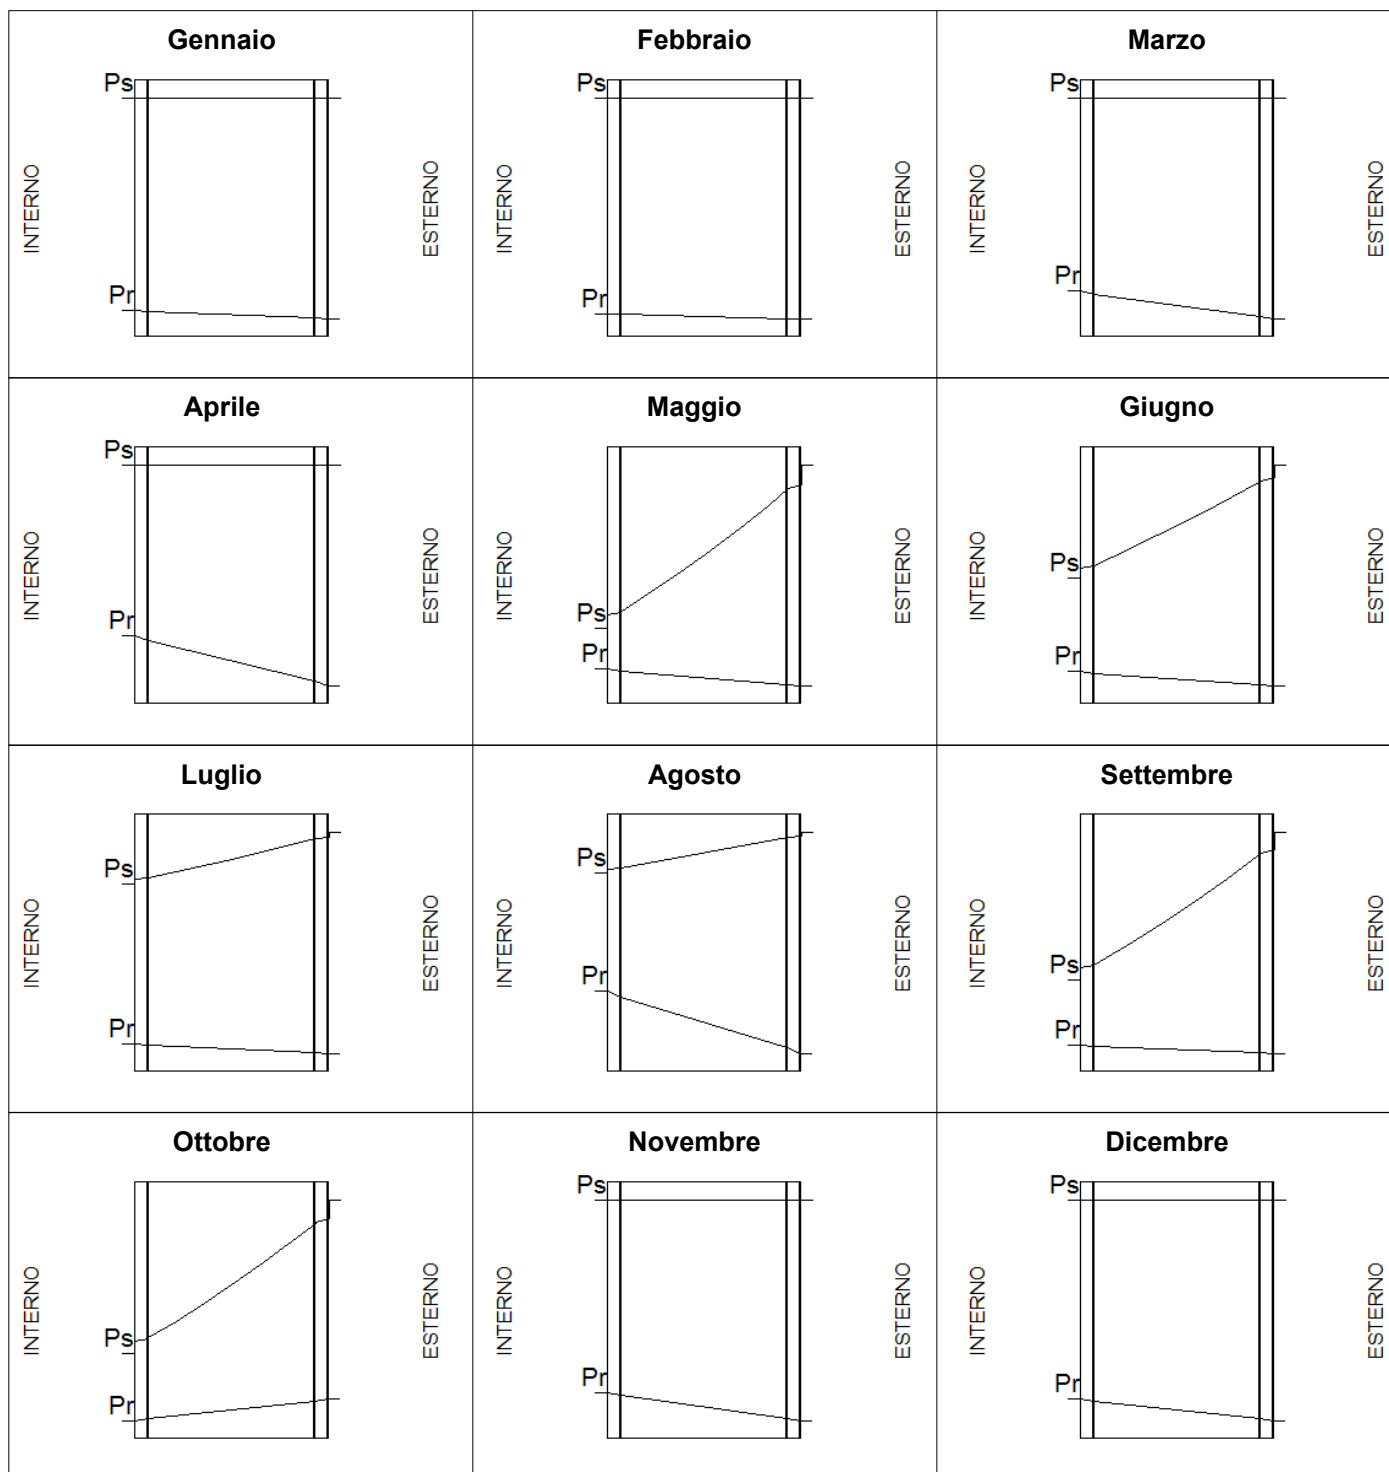 Gennaio
Ps
INTERNO
ESTERNO
Pr
Febbraio
Ps
INTERNO
ESTERNO
Pr
Marzo
Ps
INTERNO
ESTERNO
Pr
Aprile
Ps
INTERNO
ESTERNO
Pr
Maggio
INTERNO
ESTERNO
Ps
Pr
Giugno
INTERNO
ESTERNO
Ps
Pr
Luglio
Ps
INTERNO
ESTERNO
Pr
Agosto
Ps
INTERNO
ESTERNO
Pr
Settembre
INTERNO
ESTERNO
Ps
Pr
Ottobre
INTERNO
ESTERNO
Ps
Pr
Novembre
Ps
INTERNO
ESTERNO
Pr
Dicembre
Ps
INTERNO
ESTERNO
Pr